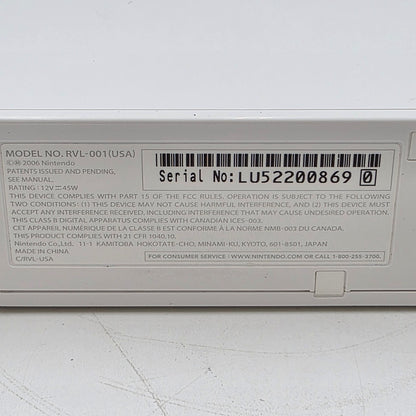 MODEL NO. RVL-001(USA)
©® 2006 Nintendo
PATENTS ISSUED AND PENDING,
SEE MANUAL.
RATING : 12V ⎓ 45W
Serial No:LU52200869 0
THIS DEVICE COMPLIES WITH PART 15 OF THE FCC RULES. OPERATION IS SUBJECT TO THE FOLLOWING
TWO CONDITIONS: (1) THIS DEVICE MAY NOT CAUSE HARMFUL INTERFERENCE, AND (2) THIS DEVICE MUST
ACCEPT ANY INTERFERENCE RECEIVED, INCLUDING INTERFERENCE THAT MAY CAUSE UNDESIRED OPERATION.
THIS CLASS B DIGITAL APPARATUS COMPLIES WITH CANADIAN ICES-003.
CET APPAREIL NUMÉRIQUE DE LA CLASSE B EST CONFORME À LA NORME NMB-003 DU CANADA.
THIS PRODUCT COMPLIES WITH 21 CFR 1040.10.
Nintendo Co.,Ltd. 11-1 KAMITOBA HOKOTATE-CHO, MINAMI-KU, KYOTO, 601-8501, JAPAN
MADE IN CHINA
C/RVL-USA
FOR CONSUMER SERVICE : WWW.NINTENDO.COM OR CALL 1-800-255-3700.